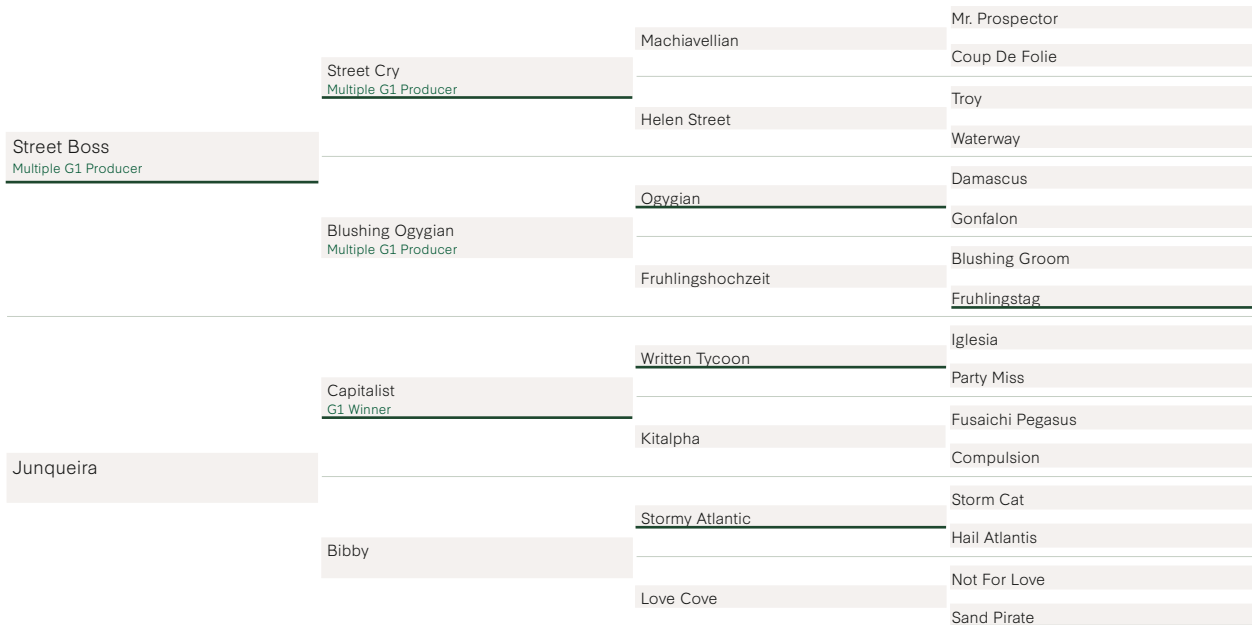 Street Boss
Multiple G1 Producer
Junqueira
Street Cry
Multiple G1 Producer
Blushing Ogygian
Multiple G1 Producer
Capitalist
G1 Winner
Bibby
Machiavellian
Helen Street
Ogygian
Fruhlingshochzeit
Written Tycoon
Kitalpha
Stormy Atlantic
Love Cove
Mr. Prospector
Coup De Folie
Troy
Waterway
Damascus
Gonfalon
Blushing Groom
Fruhlingstag
Iglesia
Party Miss
Fusaichi Pegasus
Compulsion
Storm Cat
Hail Atlantis
Not For Love
Sand Pirate